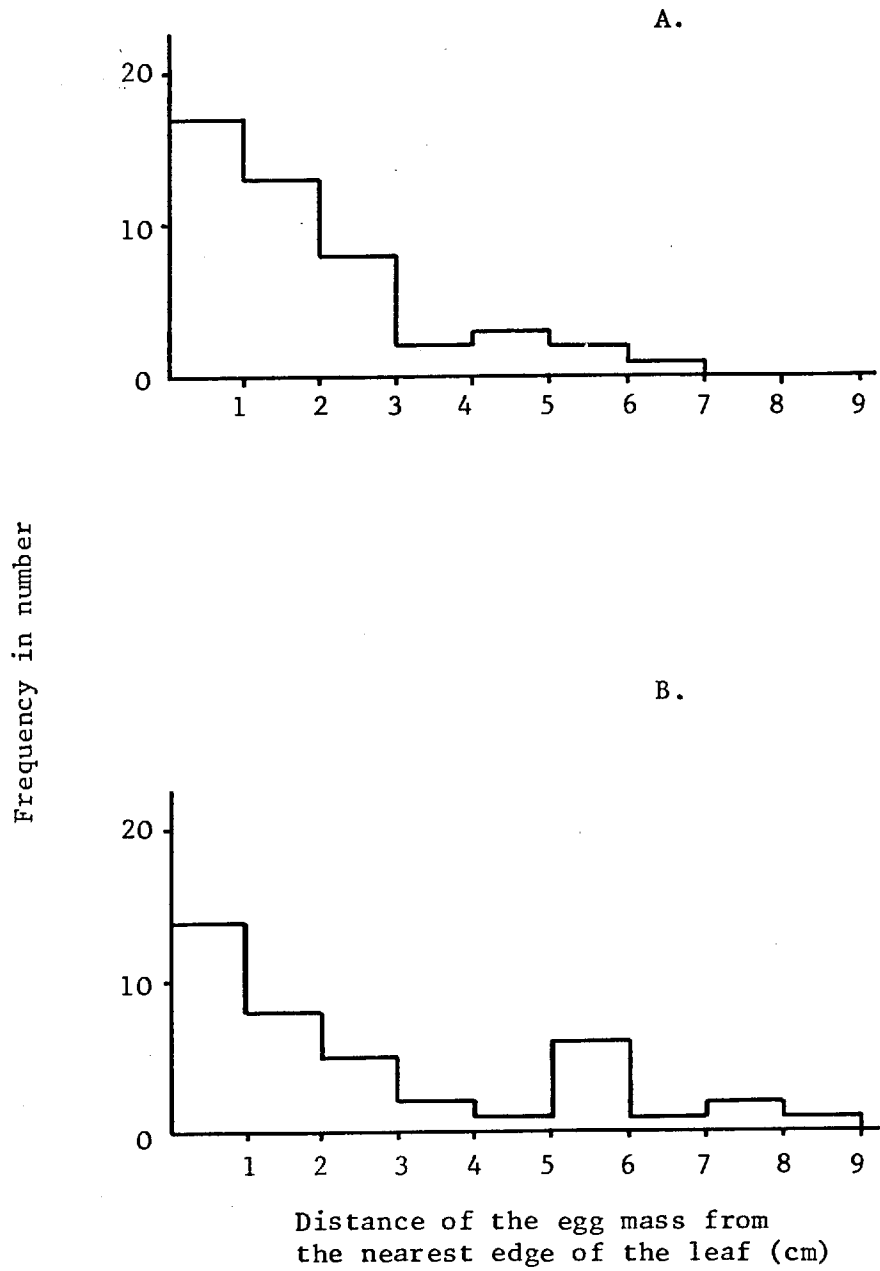 A.
20
10
0
1 2 3 4 5 6 7 8 9
Frequency in number
B.
20
10
0
1 2 3 4 5 6 7 8 9
Distance of the egg mass from
the nearest edge of the leaf (cm)